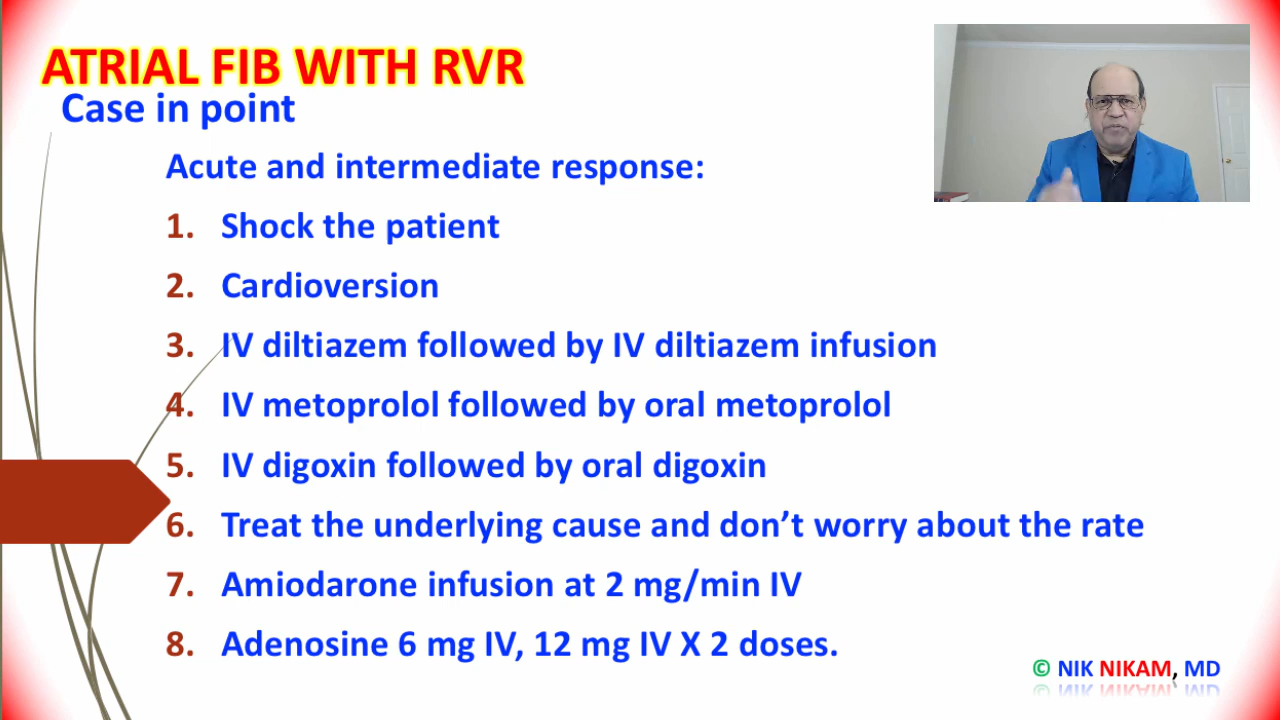 ATRIAL FIB WITH RVR
Case in point
Acute and intermediate response:
1. Shock the patient
2. Cardioversion
3. IV diltiazem followed by IV diltiazem infusion
4. IV metoprolol followed by oral metoprolol
5. IV digoxin followed by oral digoxin
6. Treat the underlying cause and don’t worry about the rate
7. Amiodarone infusion at 2 mg/min IV
8. Adenosine 6 mg IV, 12 mg IV X 2 doses.
© NIK NIKAM, MD